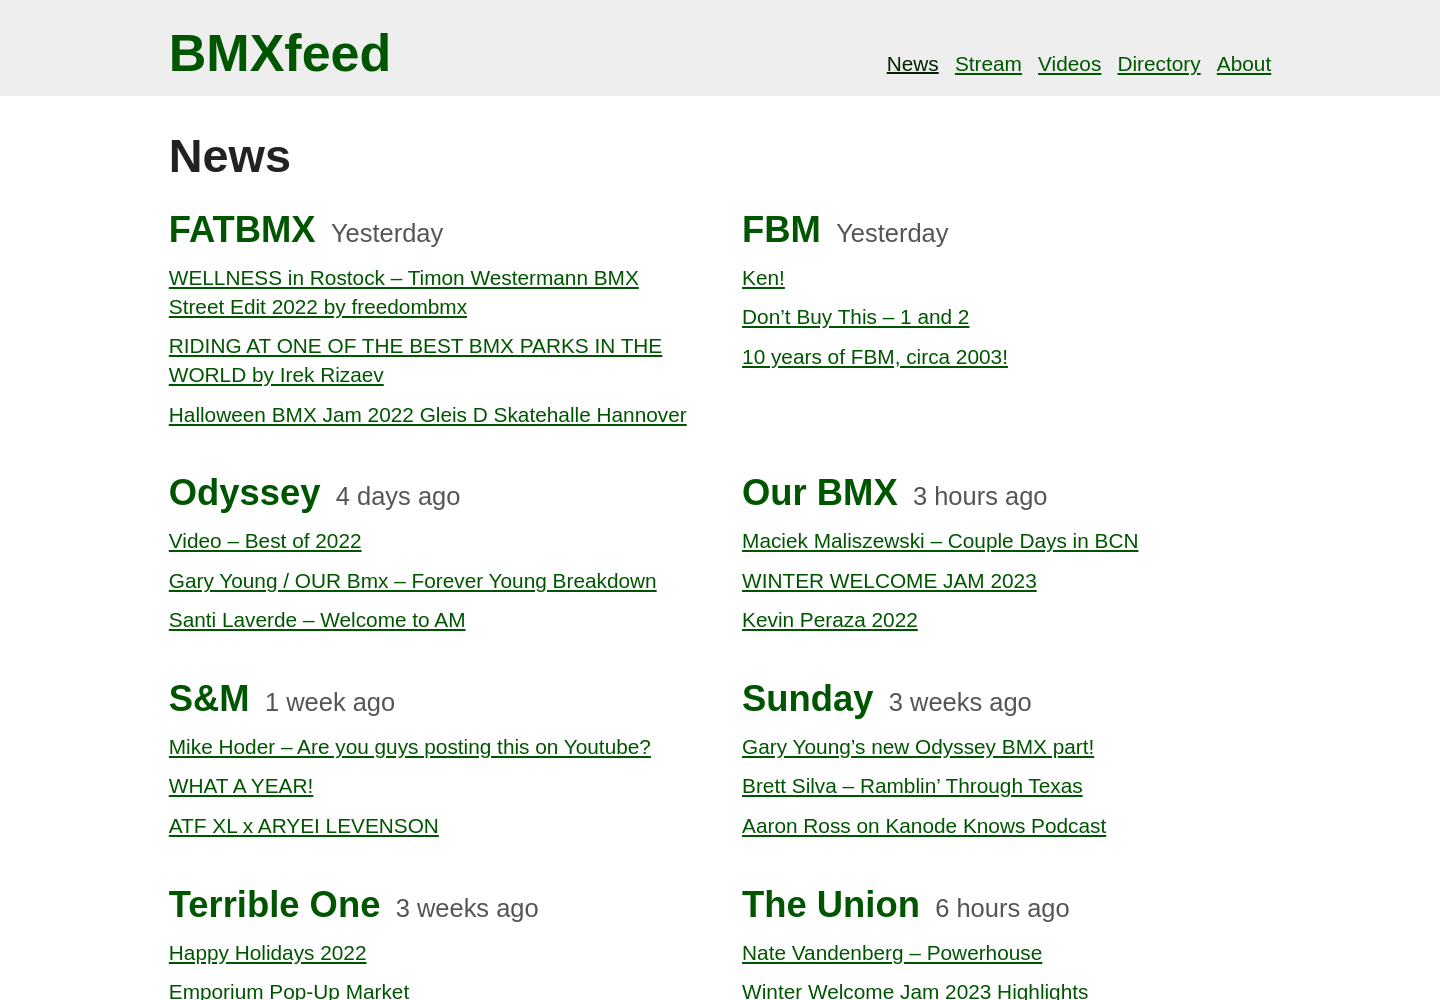 BMXfeed
News Stream Videos Directory About
News
FATBMX Yesterday
WELLNESS in Rostock – Timon Westermann BMX
Street Edit 2022 by freedombmx
RIDING AT ONE OF THE BEST BMX PARKS IN THE
WORLD by Irek Rizaev
Halloween BMX Jam 2022 Gleis D Skatehalle Hannover
FBM Yesterday
Ken!
Don’t Buy This – 1 and 2
10 years of FBM, circa 2003!
Odyssey 4 days ago
Video – Best of 2022
Gary Young / OUR Bmx – Forever Young Breakdown
Santi Laverde – Welcome to AM
Our BMX 3 hours ago
Maciek Maliszewski – Couple Days in BCN
WINTER WELCOME JAM 2023
Kevin Peraza 2022
S&M 1 week ago
Mike Hoder – Are you guys posting this on Youtube?
WHAT A YEAR!
ATF XL x ARYEI LEVENSON
Sunday 3 weeks ago
Gary Young’s new Odyssey BMX part!
Brett Silva – Ramblin’ Through Texas
Aaron Ross on Kanode Knows Podcast
Terrible One 3 weeks ago
Happy Holidays 2022
Emporium Pop-Up Market
The Union 6 hours ago
Nate Vandenberg – Powerhouse
Winter Welcome Jam 2023 Highlights